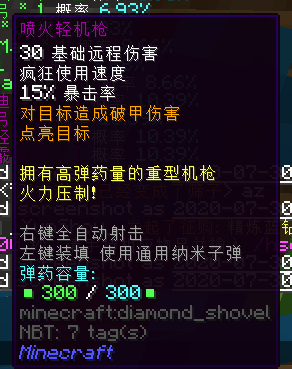 概率 6.93%
喷火轻机枪
30 基础远程伤害
疯狂使用速度
15% 暴击率
对目标造成破甲伤害
点亮目标
拥有高弹药量的重型机枪
火力压制!
右键全自动射击
左键装填 使用通用纳米子弹
弹药容量:
▪ 300 / 300 ▪
minecraft:diamond_shovel
NBT: 7 tag(s)
Minecraft